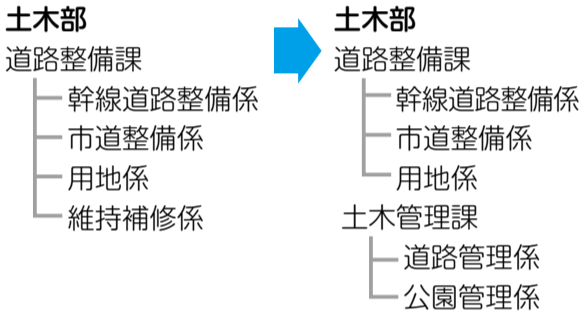 土木部
道路整備課
幹線道路整備係
市道整備係
用地係
維持補修係
土木部
道路整備課
幹線道路整備係
市道整備係
用地係
土木管理課
道路管理係
公園管理係